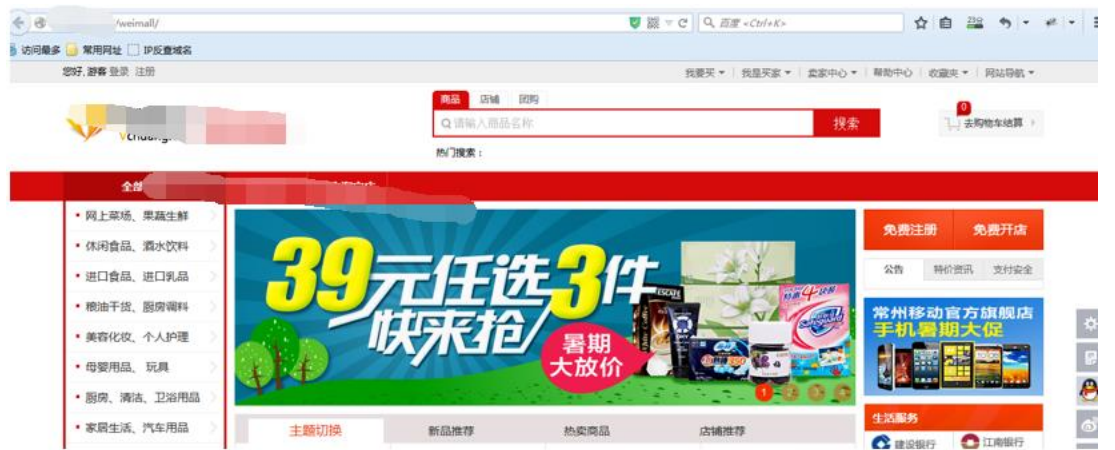 /weimall/
百度 <Ctrl+K>
访问最多 常用网址 IP反查域名
您好, 游客 登录 注册
我要买 我是买家 卖家中心 帮助中心 收藏夹 网站导航
商品 店铺 团购
请输入商品名称
搜索
0
去购物车结算
热门搜索：
全部
网上菜场、果蔬生鲜
休闲食品、酒水饮料
进口食品、进口乳品
粮油干货、厨房调料
美容化妆、个人护理
母婴用品、玩具
厨房、清洁、卫浴用品
家居生活、汽车用品
39元任选3件
快来抢
暑期
大放价
1
免费注册 免费开店
公告 特价资讯 支付安全
常州移动官方旗舰店
手机暑期大促
主题切换 新品推荐 热卖商品 店铺推荐
生活服务
建设银行 江南银行